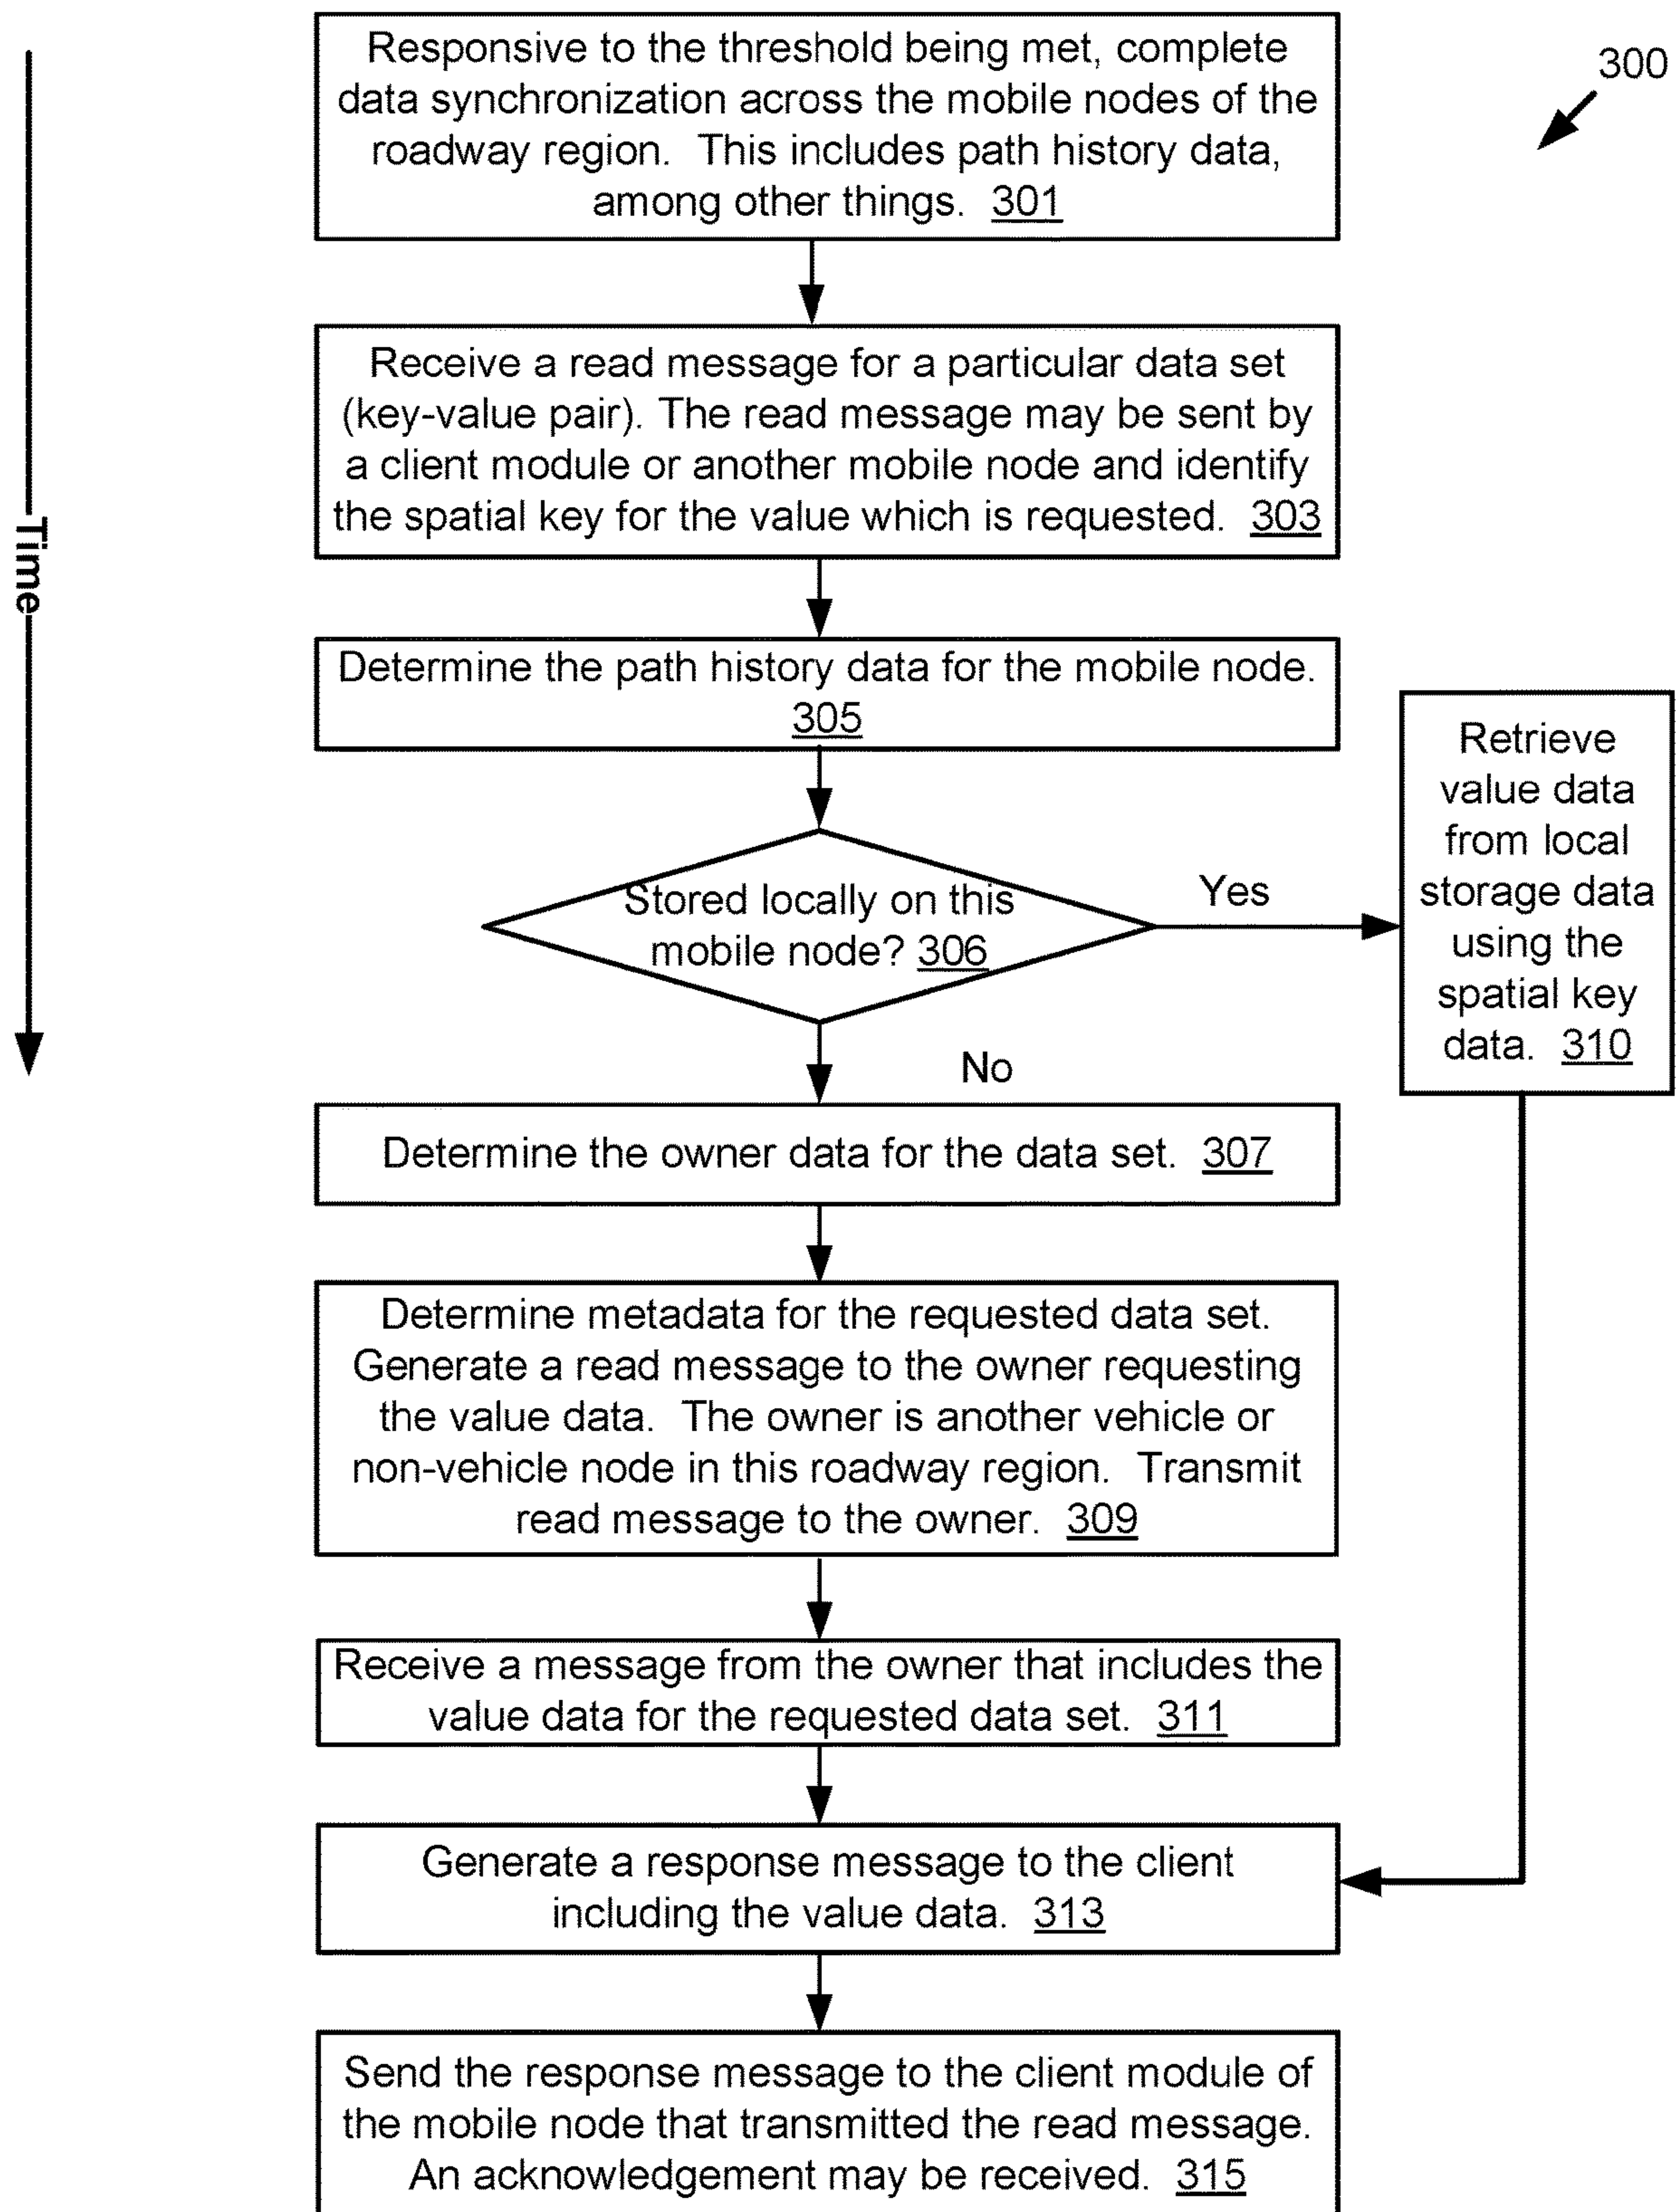 Responsive to the threshold being met, complete
data synchronization across the mobile nodes of the
roadway region. This includes path history data,
among other things. 301
300
Receive a read message for a particular data set
(key-value pair). The read message may be sent by
a client module or another mobile node and identify
the spatial key for the value which is requested. 303
Time
Determine the path history data for the mobile node.
305
Stored locally on this
mobile node? 306
Yes
Retrieve
value data
from local
storage data
using the
spatial key
data. 310
No
Determine the owner data for the data set. 307
Determine metadata for the requested data set.
Generate a read message to the owner requesting
the value data. The owner is another vehicle or
non-vehicle node in this roadway region. Transmit
read message to the owner. 309
Receive a message from the owner that includes the
value data for the requested data set. 311
Generate a response message to the client
including the value data. 313
Send the response message to the client module of
the mobile node that transmitted the read message.
An acknowledgement may be received. 315